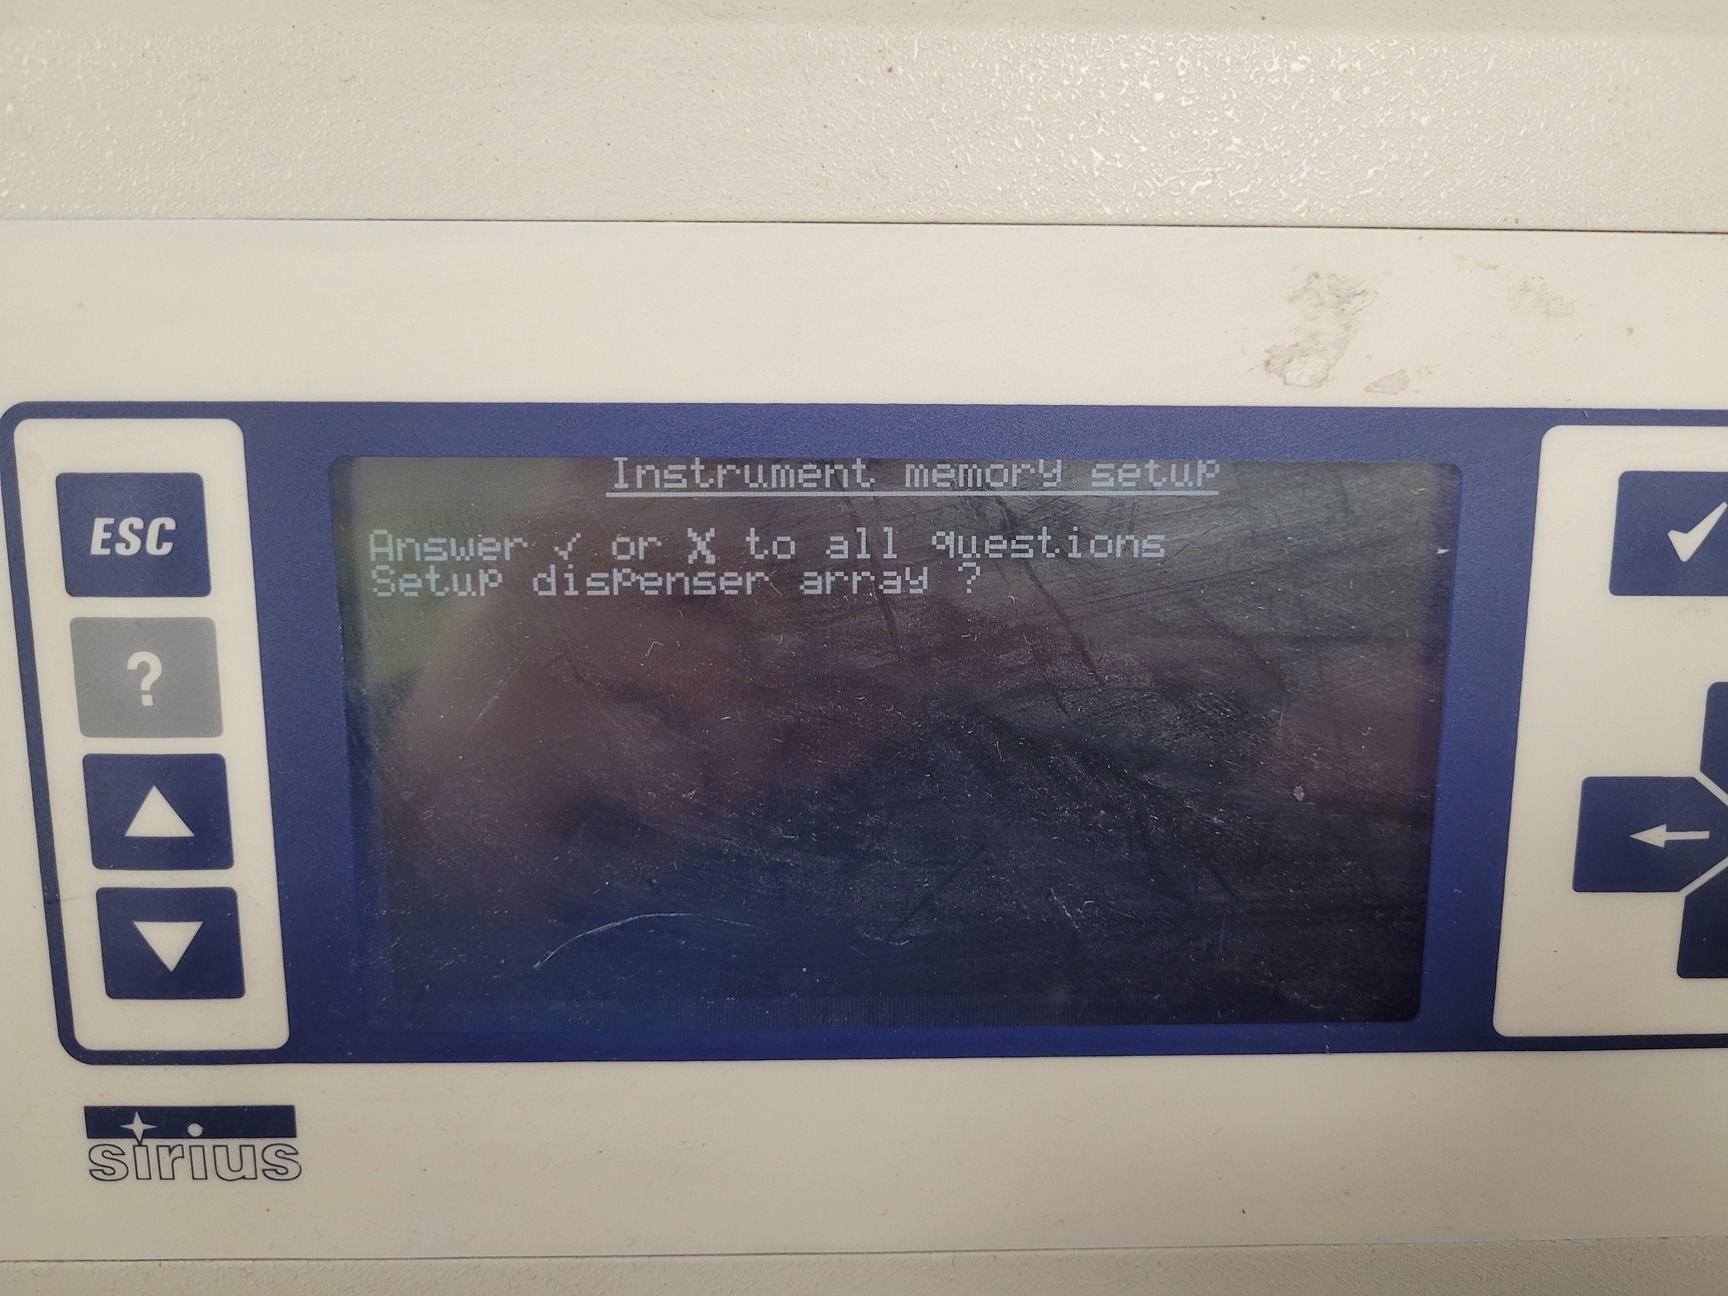 Instrument memory setup
Answer ✓ or X to all questions
Setup dispenser array ?
ESC
?
sirius